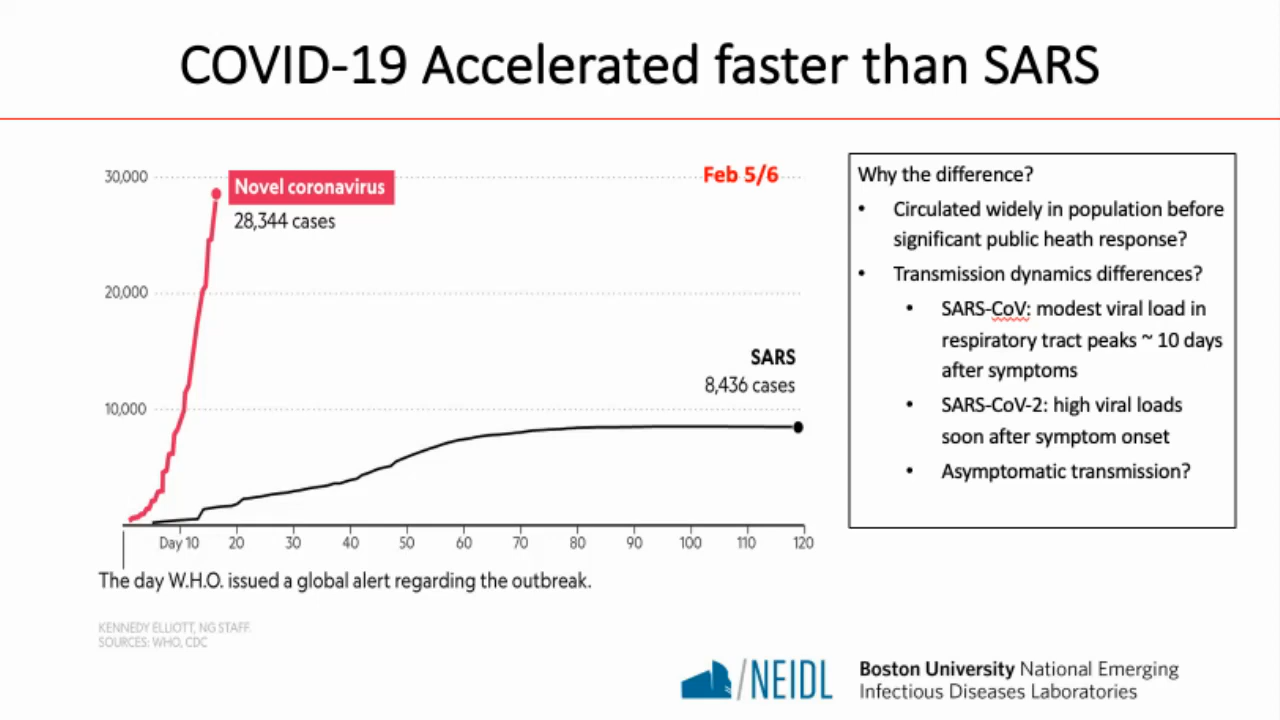 COVID-19 Accelerated faster than SARS
30,000
Novel coronavirus
28,344 cases
Feb 5/6
20,000
SARS
8,436 cases
10,000
Day 10 20 30 40 50 60 70 80 90 100 110 120
The day W.H.O. issued a global alert regarding the outbreak.
KENNEDY ELLIOTT, NG STAFF.
SOURCES: WHO, CDC
Why the difference?
• Circulated widely in population before
significant public heath response?
• Transmission dynamics differences?
• SARS-CoV: modest viral load in
respiratory tract peaks ~ 10 days
after symptoms
• SARS-CoV-2: high viral loads
soon after symptom onset
• Asymptomatic transmission?
/NEIDL
Boston University National Emerging
Infectious Diseases Laboratories